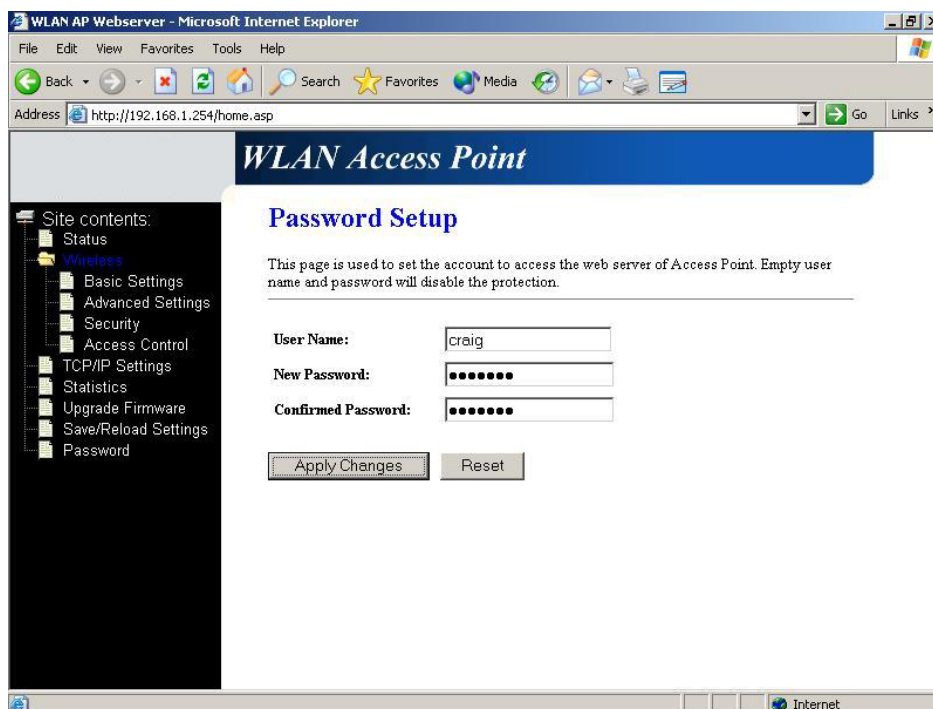 WLAN AP Webserver - Microsoft Internet Explorer
File Edit View Favorites Tools Help
Back Search Favorites Media
Address http://192.168.1.254/home.asp Go Links
WLAN Access Point
Site contents:
Status
Wireless
Basic Settings
Advanced Settings
Security
Access Control
TCP/IP Settings
Statistics
Upgrade Firmware
Save/Reload Settings
Password
Password Setup
This page is used to set the account to access the web server of Access Point. Empty user
name and password will disable the protection.
User Name: craig
New Password: ●●●●●●●
Confirmed Password: ●●●●●●●
Apply Changes Reset
Internet